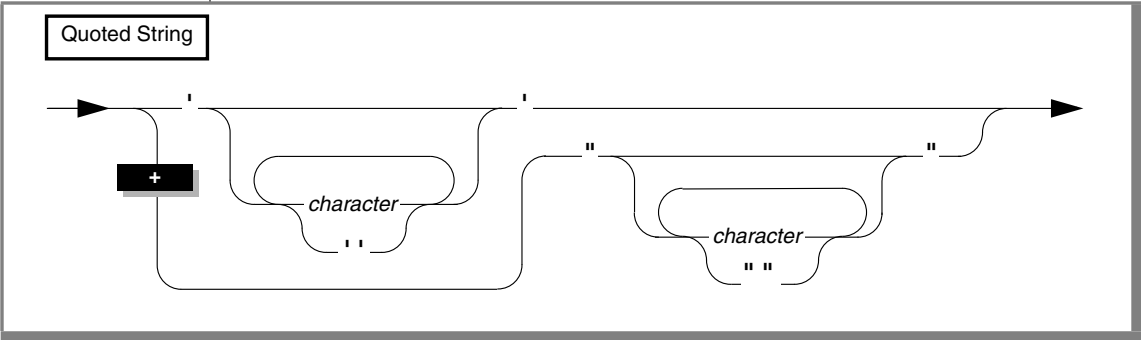 Quoted String
' '
" "
+
character
character
' '
" "